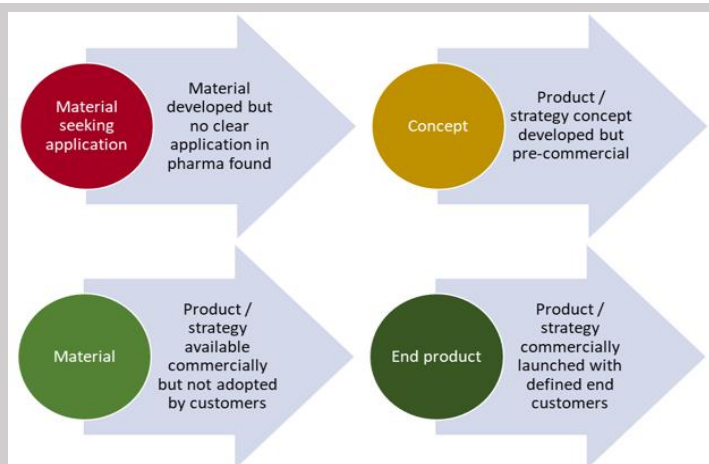 Material
seeking
application
Material
developed but
no clear
application in
pharma found
Concept
Product /
strategy concept
developed but
pre-commercial
Material
Product /
strategy
available
commercially
but not adopted
by customers
End product
Product /
strategy
commercially
launched with
defined end
customers